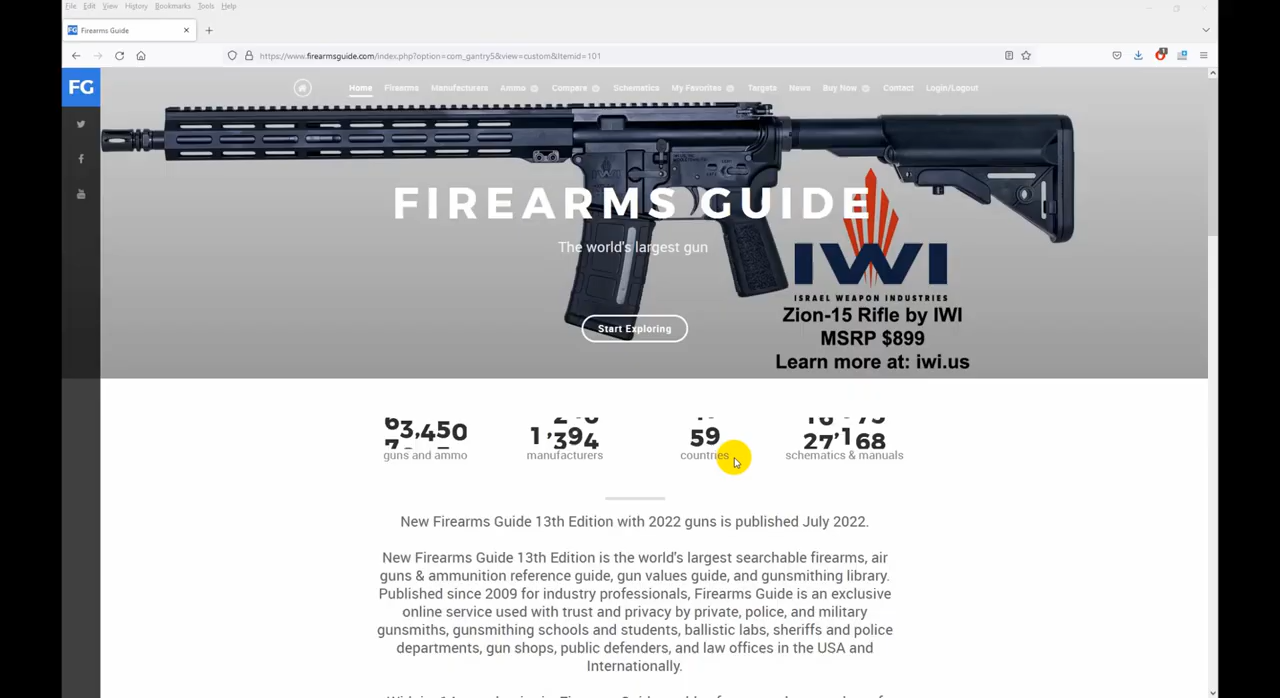 File Edit View History Bookmarks Tools Help
FG Firearms Guide
https://www.firearmsguide.com/index.php?option=com_gantry5&view=custom&Itemid=101
FG
Home Firearms Manufacturers Ammo Compare Schematics My Favorites Targets News Buy Now Contact Login/Logout
IWI
FIREARMS GUIDE
The world's largest gun
IWI
ISRAEL WEAPON INDUSTRIES
Start Exploring
Zion-15 Rifle by IWI
MSRP $899
Learn more at: iwi.us
63,450 1,394 59 27,168
guns and ammo manufacturers countries schematics & manuals
New Firearms Guide 13th Edition with 2022 guns is published July 2022.
New Firearms Guide 13th Edition is the world's largest searchable firearms, air
guns & ammunition reference guide, gun values guide, and gunsmithing library.
Published since 2009 for industry professionals, Firearms Guide is an exclusive
online service used with trust and privacy by private, police, and military
gunsmiths, gunsmithing schools and students, ballistic labs, sheriffs and police
departments, gun shops, public defenders, and law offices in the USA and
Internationally.